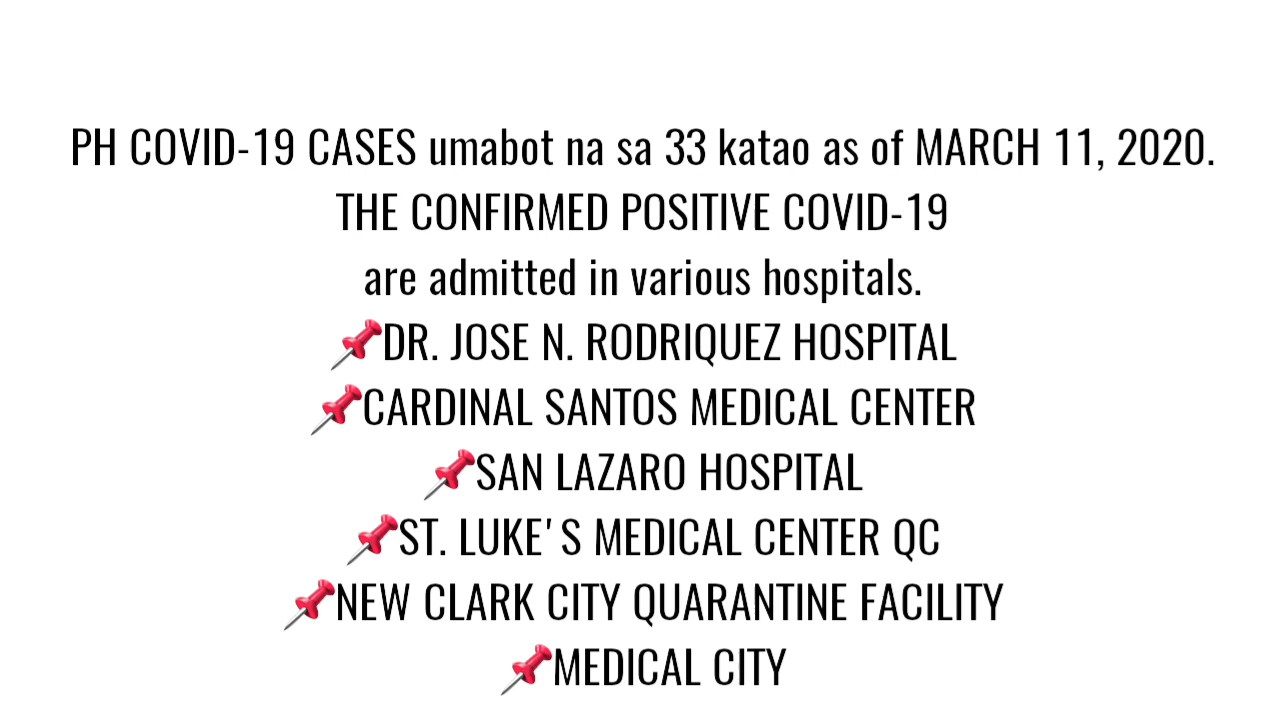 PH COVID-19 CASES umabot na sa 33 katao as of MARCH 11, 2020.
THE CONFIRMED POSITIVE COVID-19
are admitted in various hospitals.
📌DR. JOSE N. RODRIQUEZ HOSPITAL
📌CARDINAL SANTOS MEDICAL CENTER
📌SAN LAZARO HOSPITAL
📌ST. LUKE'S MEDICAL CENTER QC
📌NEW CLARK CITY QUARANTINE FACILITY
📌MEDICAL CITY